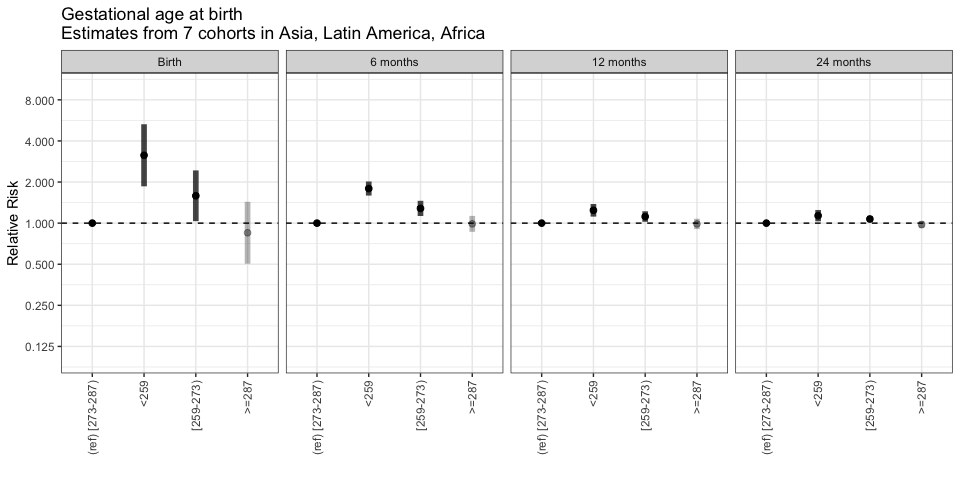 Gestational age at birth
Estimates from 7 cohorts in Asia, Latin America, Africa
Birth
6 months
12 months
24 months
Relative Risk
8.000
4.000
2.000
1.000
0.500
0.250
0.125
(ref) [273-287)
<259
[259-273)
>=287
(ref) [273-287)
<259
[259-273)
>=287
(ref) [273-287)
<259
[259-273)
>=287
(ref) [273-287)
<259
[259-273)
>=287